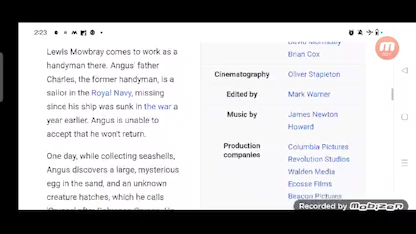 2:23
Lewis Mowbray comes to work as a
handyman there. Angus' father
Charles, the former handyman, is a
sailor in the Royal Navy, missing
since his ship was sunk in the war a
year earlier. Angus is unable to
accept that he won't return.
One day, while collecting seashells,
Angus discovers a large, mysterious
egg in the sand, and an unknown
creature hatches, which he calls
Brian Cox
Cinematography Oliver Stapleton
Edited by Mark Warner
Music by James Newton
Howard
Production
companies
Columbia Pictures
Revolution Studios
Walden Media
Ecosse Films
Beacon Pictures
Recorded by
Mobizen